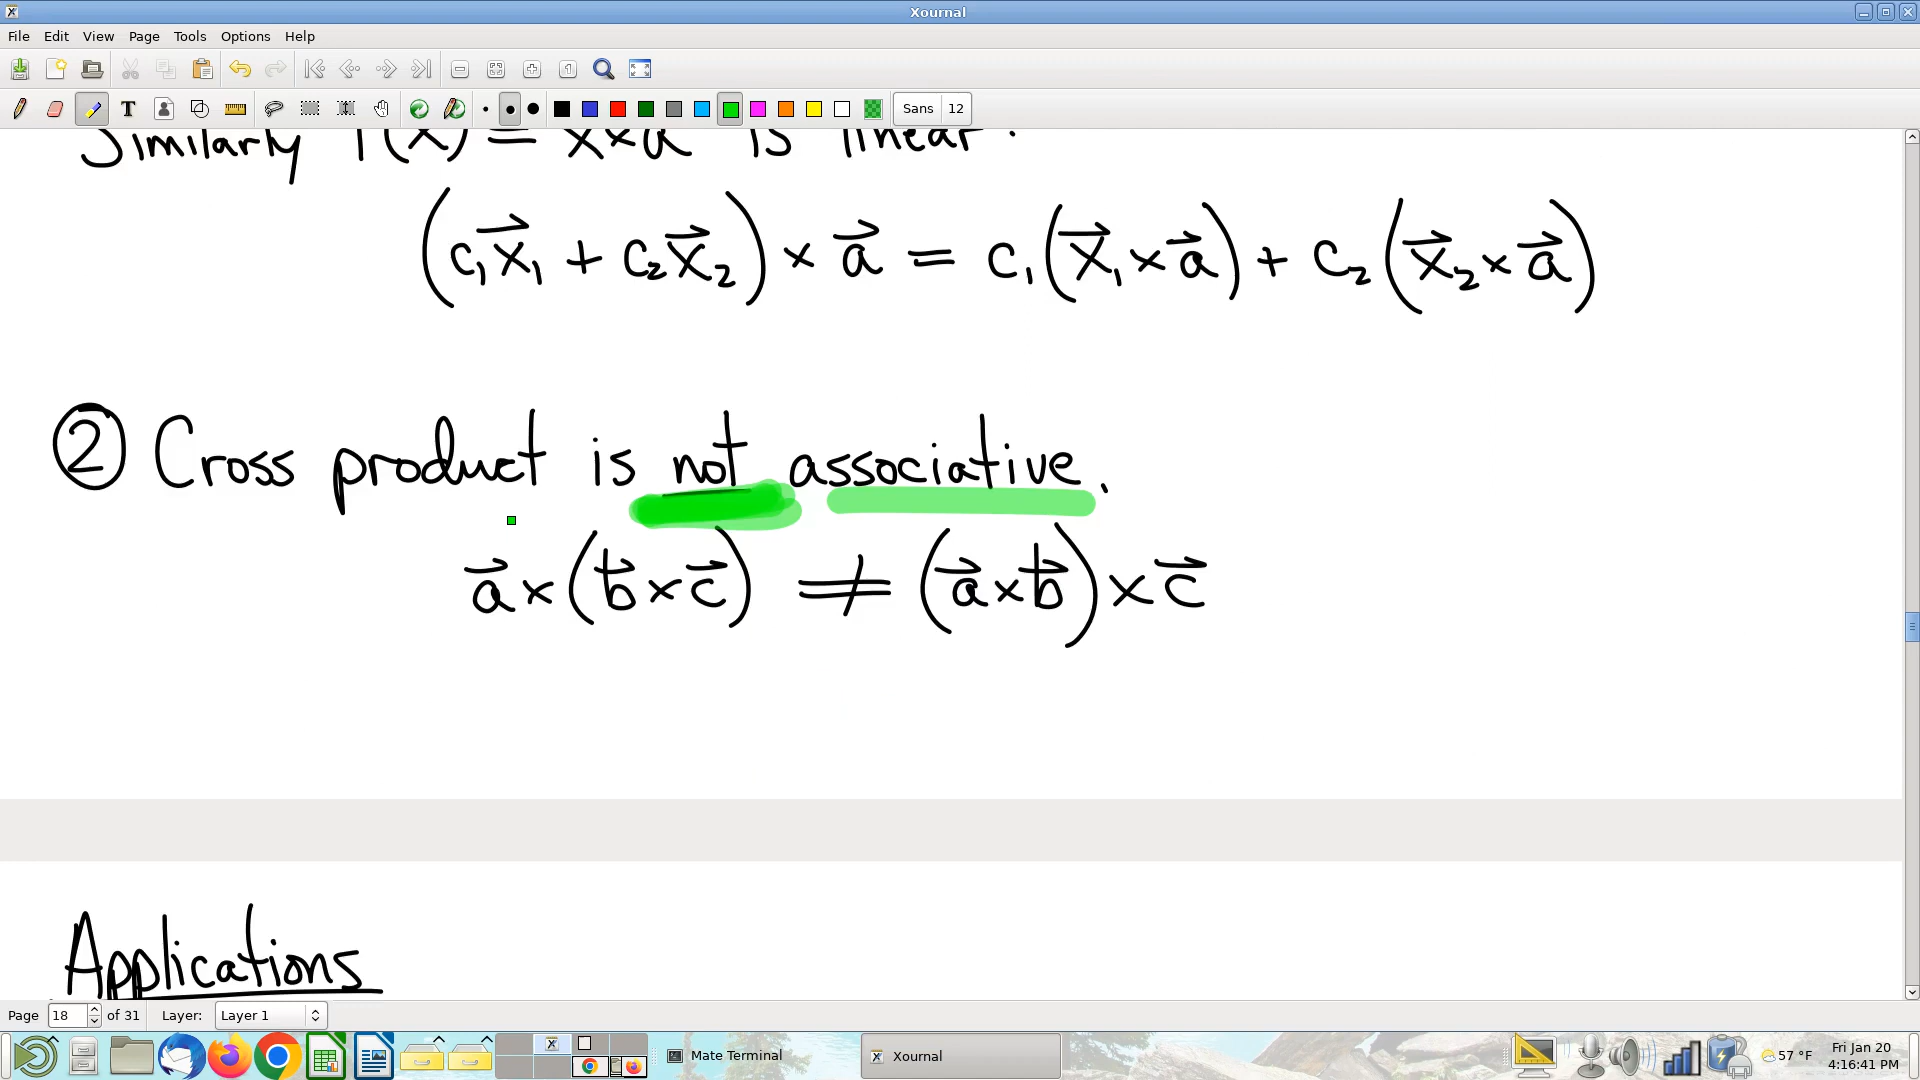 Xournal
File Edit View Page Tools Options Help
T Sans 12
Similarly T(x) = x×a is linear.
(c₁x⃗₁ + c₂x⃗₂) × a⃗ = c₁(x⃗₁×a⃗) + c₂(x⃗₂×a⃗)
② Cross product is not associative.
a⃗×(b⃗×c⃗) ≠ (a⃗×b⃗)×c⃗
Applications
Page 18 of 31 Layer: Layer 1
Mate Terminal Xournal 57 °F Fri Jan 20
4:16:41 PM